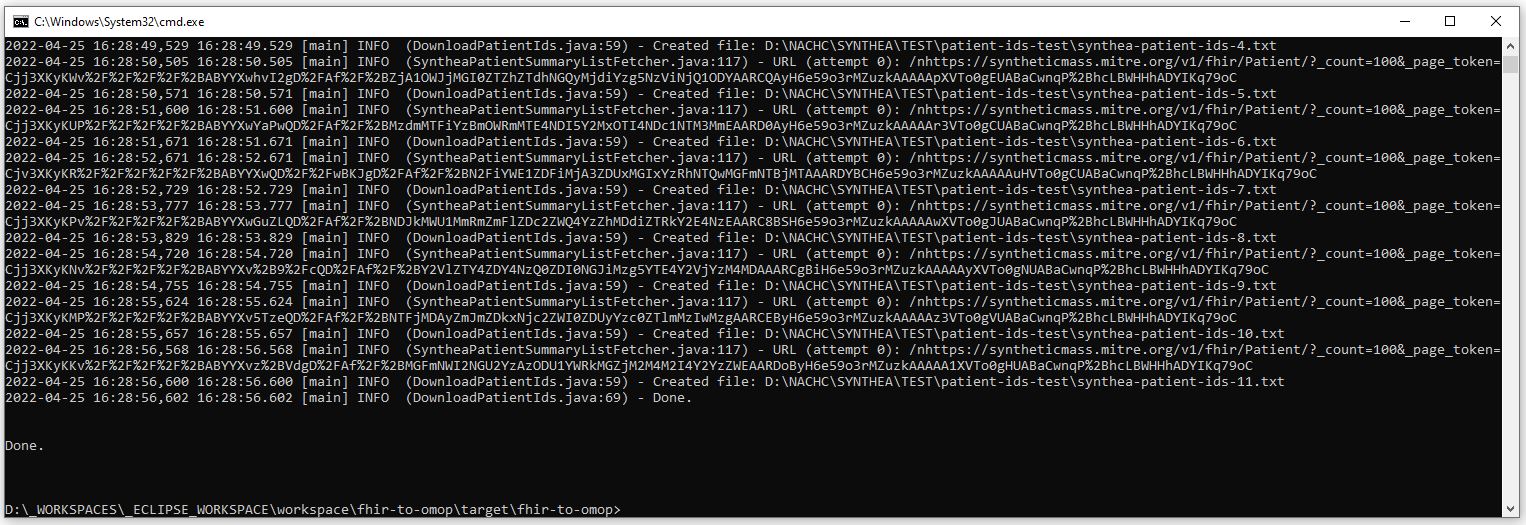 C:\Windows\System32\cmd.exe
2022-04-25 16:28:49,529 16:28:49.529 [main] INFO  (DownloadPatientIds.java:59) - Created file: D:\NACHC\SYNTHEA\TEST\patient-ids-test\synthea-patient-ids-4.txt
2022-04-25 16:28:50,505 16:28:50.505 [main] INFO  (SyntheaPatientSummaryListFetcher.java:117) - URL (attempt 0): /nhttps://syntheticmass.mitre.org/v1/fhir/Patient/?_count=100&_page_token=
Cjj3XKyKWv%2F%2F%2F%2F%2BABYYXwhvI2gD%2FAf%2F%2BZjA1OWJjMGI0ZTZhZTdhNGQyMjdiYzg5NzViNjQ1ODYAARCQAyH6e59o3rMZuzkAAAAApXVTo0gEUABaCwnqP%2BhcLBWHHhADYIKq79oC
2022-04-25 16:28:50,571 16:28:50.571 [main] INFO  (DownloadPatientIds.java:59) - Created file: D:\NACHC\SYNTHEA\TEST\patient-ids-test\synthea-patient-ids-5.txt
2022-04-25 16:28:51,600 16:28:51.600 [main] INFO  (SyntheaPatientSummaryListFetcher.java:117) - URL (attempt 0): /nhttps://syntheticmass.mitre.org/v1/fhir/Patient/?_count=100&_page_token=
Cjj3XKyKUP%2F%2F%2F%2F%2BABYYXwYaPwQD%2FAf%2F%2BMzdmMTFiYzBmOWRmMTE4NDI5Y2MxOTI4NDc1NTM3MmEAARD0AyH6e59o3rMZuzkAAAAAr3VTo0gCUABaCwnqP%2BhcLBWHHhADYIKq79oC
2022-04-25 16:28:51,671 16:28:51.671 [main] INFO  (DownloadPatientIds.java:59) - Created file: D:\NACHC\SYNTHEA\TEST\patient-ids-test\synthea-patient-ids-6.txt
2022-04-25 16:28:52,671 16:28:52.671 [main] INFO  (SyntheaPatientSummaryListFetcher.java:117) - URL (attempt 0): /nhttps://syntheticmass.mitre.org/v1/fhir/Patient/?_count=100&_page_token=
Cjv3XKyKR%2F%2F%2F%2F%2F%2BABYYXwQD%2F%2FwBKJgD%2FAf%2F%2BN2FiYWE1ZDFiMjA3ZDUxMGIxYzRhNTQwMGFmNTBjMTAAARDYBCH6e59o3rMZuzkAAAAAuHVTo0gCUABaCwnqP%2BhcLBWHHhADYIKq79oC
2022-04-25 16:28:52,729 16:28:52.729 [main] INFO  (DownloadPatientIds.java:59) - Created file: D:\NACHC\SYNTHEA\TEST\patient-ids-test\synthea-patient-ids-7.txt
2022-04-25 16:28:53,777 16:28:53.777 [main] INFO  (SyntheaPatientSummaryListFetcher.java:117) - URL (attempt 0): /nhttps://syntheticmass.mitre.org/v1/fhir/Patient/?_count=100&_page_token=
Cjj3XKyKPv%2F%2F%2F%2F%2BABYYXwGuZLQD%2FAf%2F%2BNDJkMWU1MmRmZmFlZDc2ZWQ4YzZhMDdiZTRkY2E4NzEAARC8BSH6e59o3rMZuzkAAAAAwXVTo0gJUABaCwnqP%2BhcLBWHHhADYIKq79oC
2022-04-25 16:28:53,829 16:28:53.829 [main] INFO  (DownloadPatientIds.java:59) - Created file: D:\NACHC\SYNTHEA\TEST\patient-ids-test\synthea-patient-ids-8.txt
2022-04-25 16:28:54,720 16:28:54.720 [main] INFO  (SyntheaPatientSummaryListFetcher.java:117) - URL (attempt 0): /nhttps://syntheticmass.mitre.org/v1/fhir/Patient/?_count=100&_page_token=
Cjj3XKyKNv%2F%2F%2F%2F%2BABYYXv%2B9%2FcQD%2FAf%2F%2BY2VlZTY4ZDY4NzQ0ZDI0NGJiMzg5YTE4Y2VjYzM4MDAAARCgBiH6e59o3rMZuzkAAAAAyXVTo0gNUABaCwnqP%2BhcLBWHHhADYIKq79oC
2022-04-25 16:28:54,755 16:28:54.755 [main] INFO  (DownloadPatientIds.java:59) - Created file: D:\NACHC\SYNTHEA\TEST\patient-ids-test\synthea-patient-ids-9.txt
2022-04-25 16:28:55,624 16:28:55.624 [main] INFO  (SyntheaPatientSummaryListFetcher.java:117) - URL (attempt 0): /nhttps://syntheticmass.mitre.org/v1/fhir/Patient/?_count=100&_page_token=
Cjj3XKyKMP%2F%2F%2F%2F%2BABYYXv5TzeQD%2FAf%2F%2BNTFjMDAyZmJmZDkxNjc2ZWI0ZDUyYzc0ZTlmMzIwMzgAARCEByH6e59o3rMZuzkAAAAAz3VTo0gVUABaCwnqP%2BhcLBWHHhADYIKq79oC
2022-04-25 16:28:55,657 16:28:55.657 [main] INFO  (DownloadPatientIds.java:59) - Created file: D:\NACHC\SYNTHEA\TEST\patient-ids-test\synthea-patient-ids-10.txt
2022-04-25 16:28:56,568 16:28:56.568 [main] INFO  (SyntheaPatientSummaryListFetcher.java:117) - URL (attempt 0): /nhttps://syntheticmass.mitre.org/v1/fhir/Patient/?_count=100&_page_token=
Cjj3XKyKKv%2F%2F%2F%2F%2BABYYXvz%2BVdgD%2FAf%2F%2BMGFmNWI2NGU2YzAzODU1YWRkMGZjM2M4M2I4Y2YzZWEAARDoByH6e59o3rMZuzkAAAAA1XVTo0gHUABaCwnqP%2BhcLBWHHhADYIKq79oC
2022-04-25 16:28:56,600 16:28:56.600 [main] INFO  (DownloadPatientIds.java:59) - Created file: D:\NACHC\SYNTHEA\TEST\patient-ids-test\synthea-patient-ids-11.txt
2022-04-25 16:28:56,602 16:28:56.602 [main] INFO  (DownloadPatientIds.java:69) - Done.
Done.
D:\_WORKSPACES\_ECLIPSE_WORKSPACE\workspace\fhir-to-omop\target\fhir-to-omop>